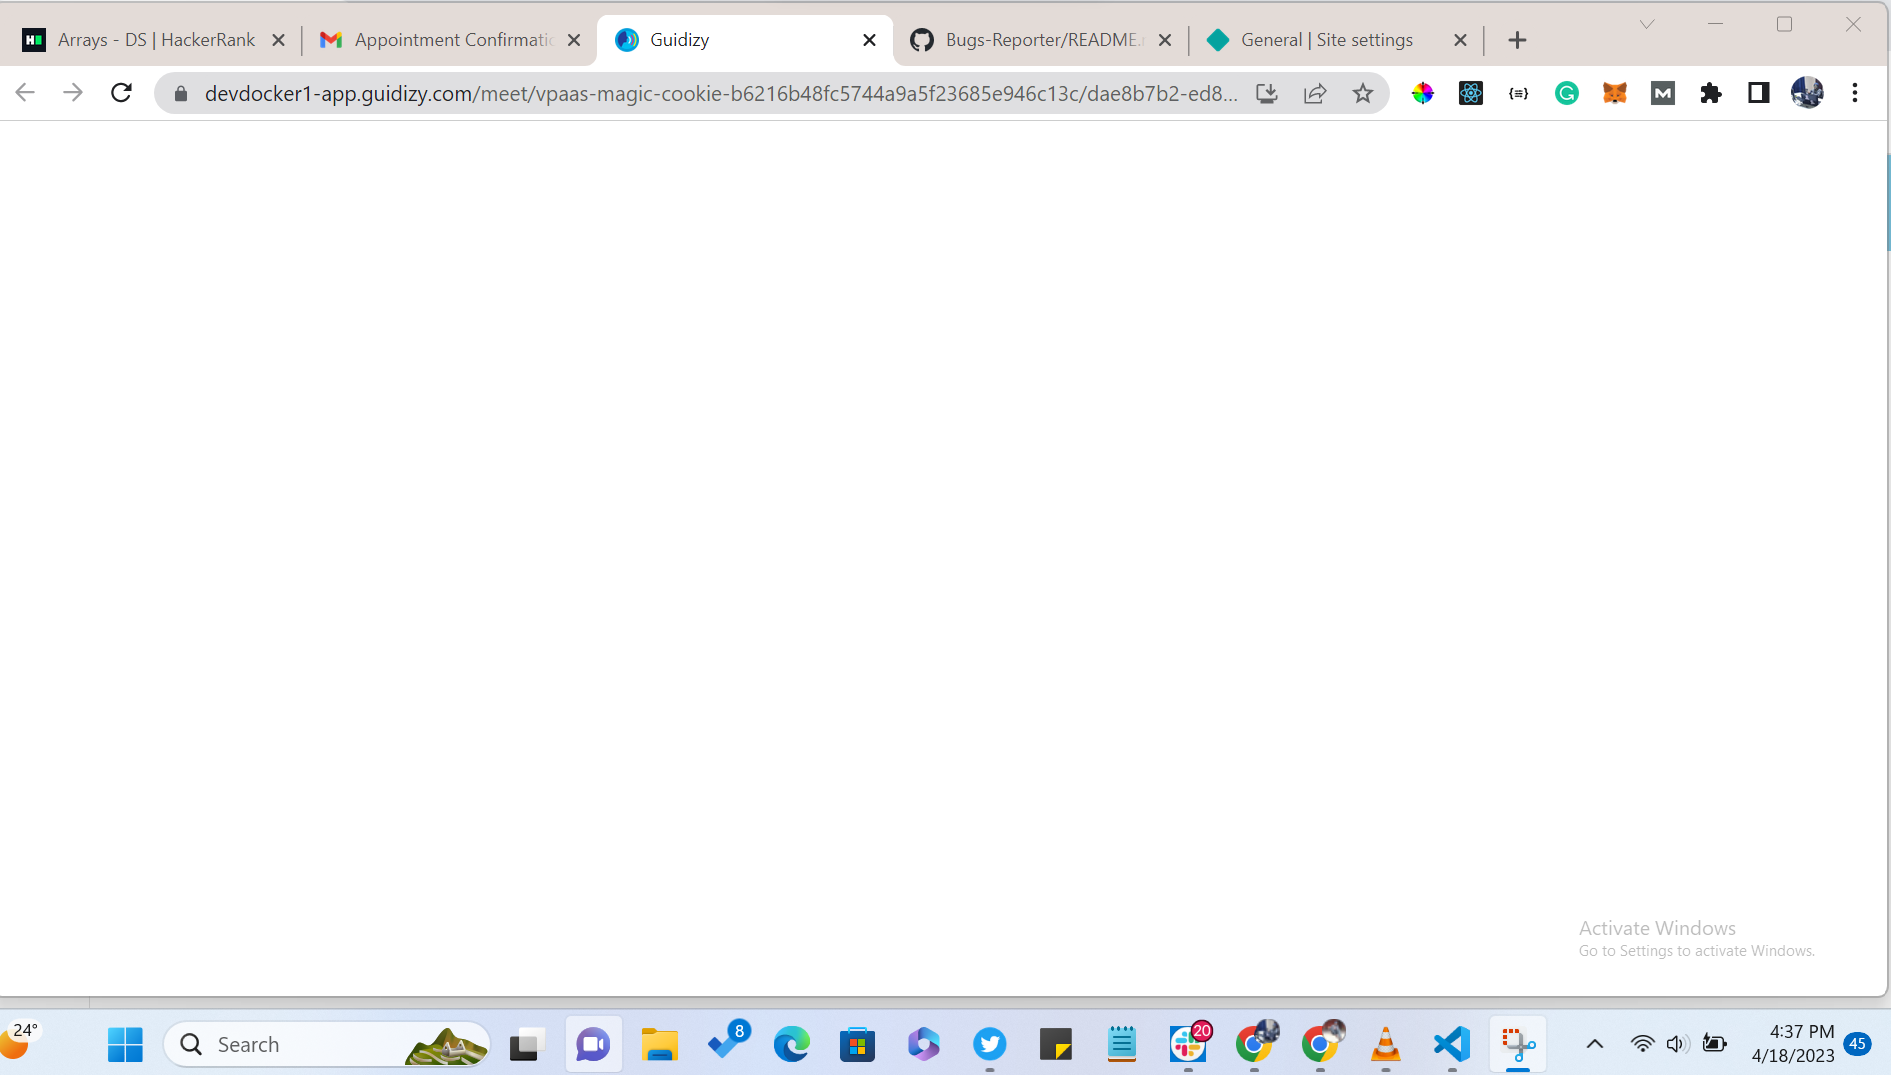 Arrays - DS | HackerRank
Appointment Confirmatic
Guidizy
Bugs-Reporter/README.
General | Site settings
devdocker1-app.guidizy.com/meet/vpaas-magic-cookie-b6216b48fc5744a9a5f23685e946c13c/dae8b7b2-ed8...
Activate Windows
Go to Settings to activate Windows.
24°
Search
8
20
4:37 PM
4/18/2023
45